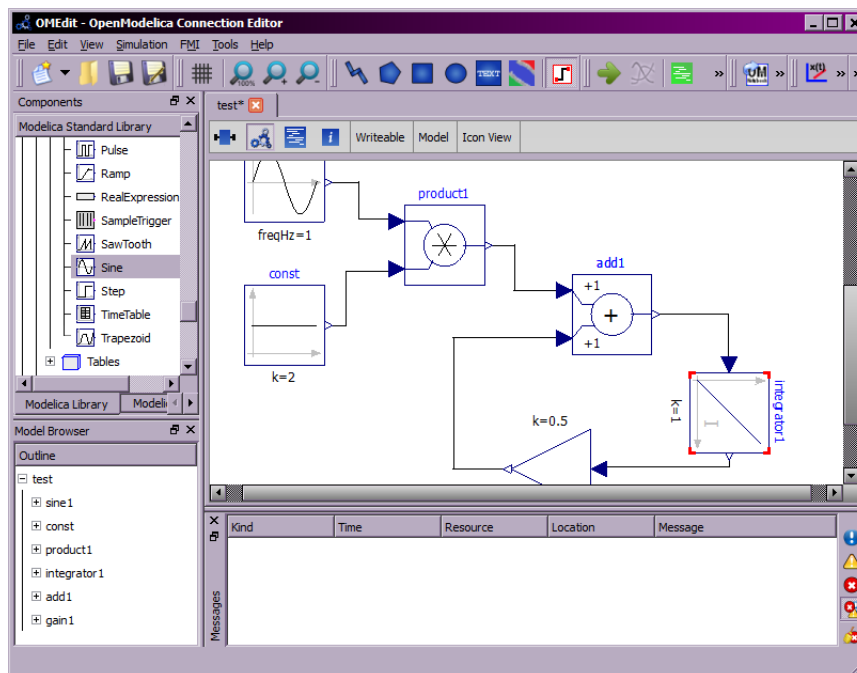 OMEdit - OpenModelica Connection Editor
File Edit View Simulation FMI Tools Help
100% TEXT » OM » x(t) »
Components
Modelica Standard Library
Pulse
Ramp
RealExpression
SampleTrigger
SawTooth
Sine
Step
TimeTable
Trapezoid
Tables
Modelica Library
Modeli
Model Browser
Outline
test
sine1
const
product1
integrator1
add1
gain1
test*
i Writeable Model Icon View
freqHz=1
product1
const
k=2
add1
+1
+
+1
integrator1
I
k=1
k=0.5
Messages
Kind Time Resource Location Message